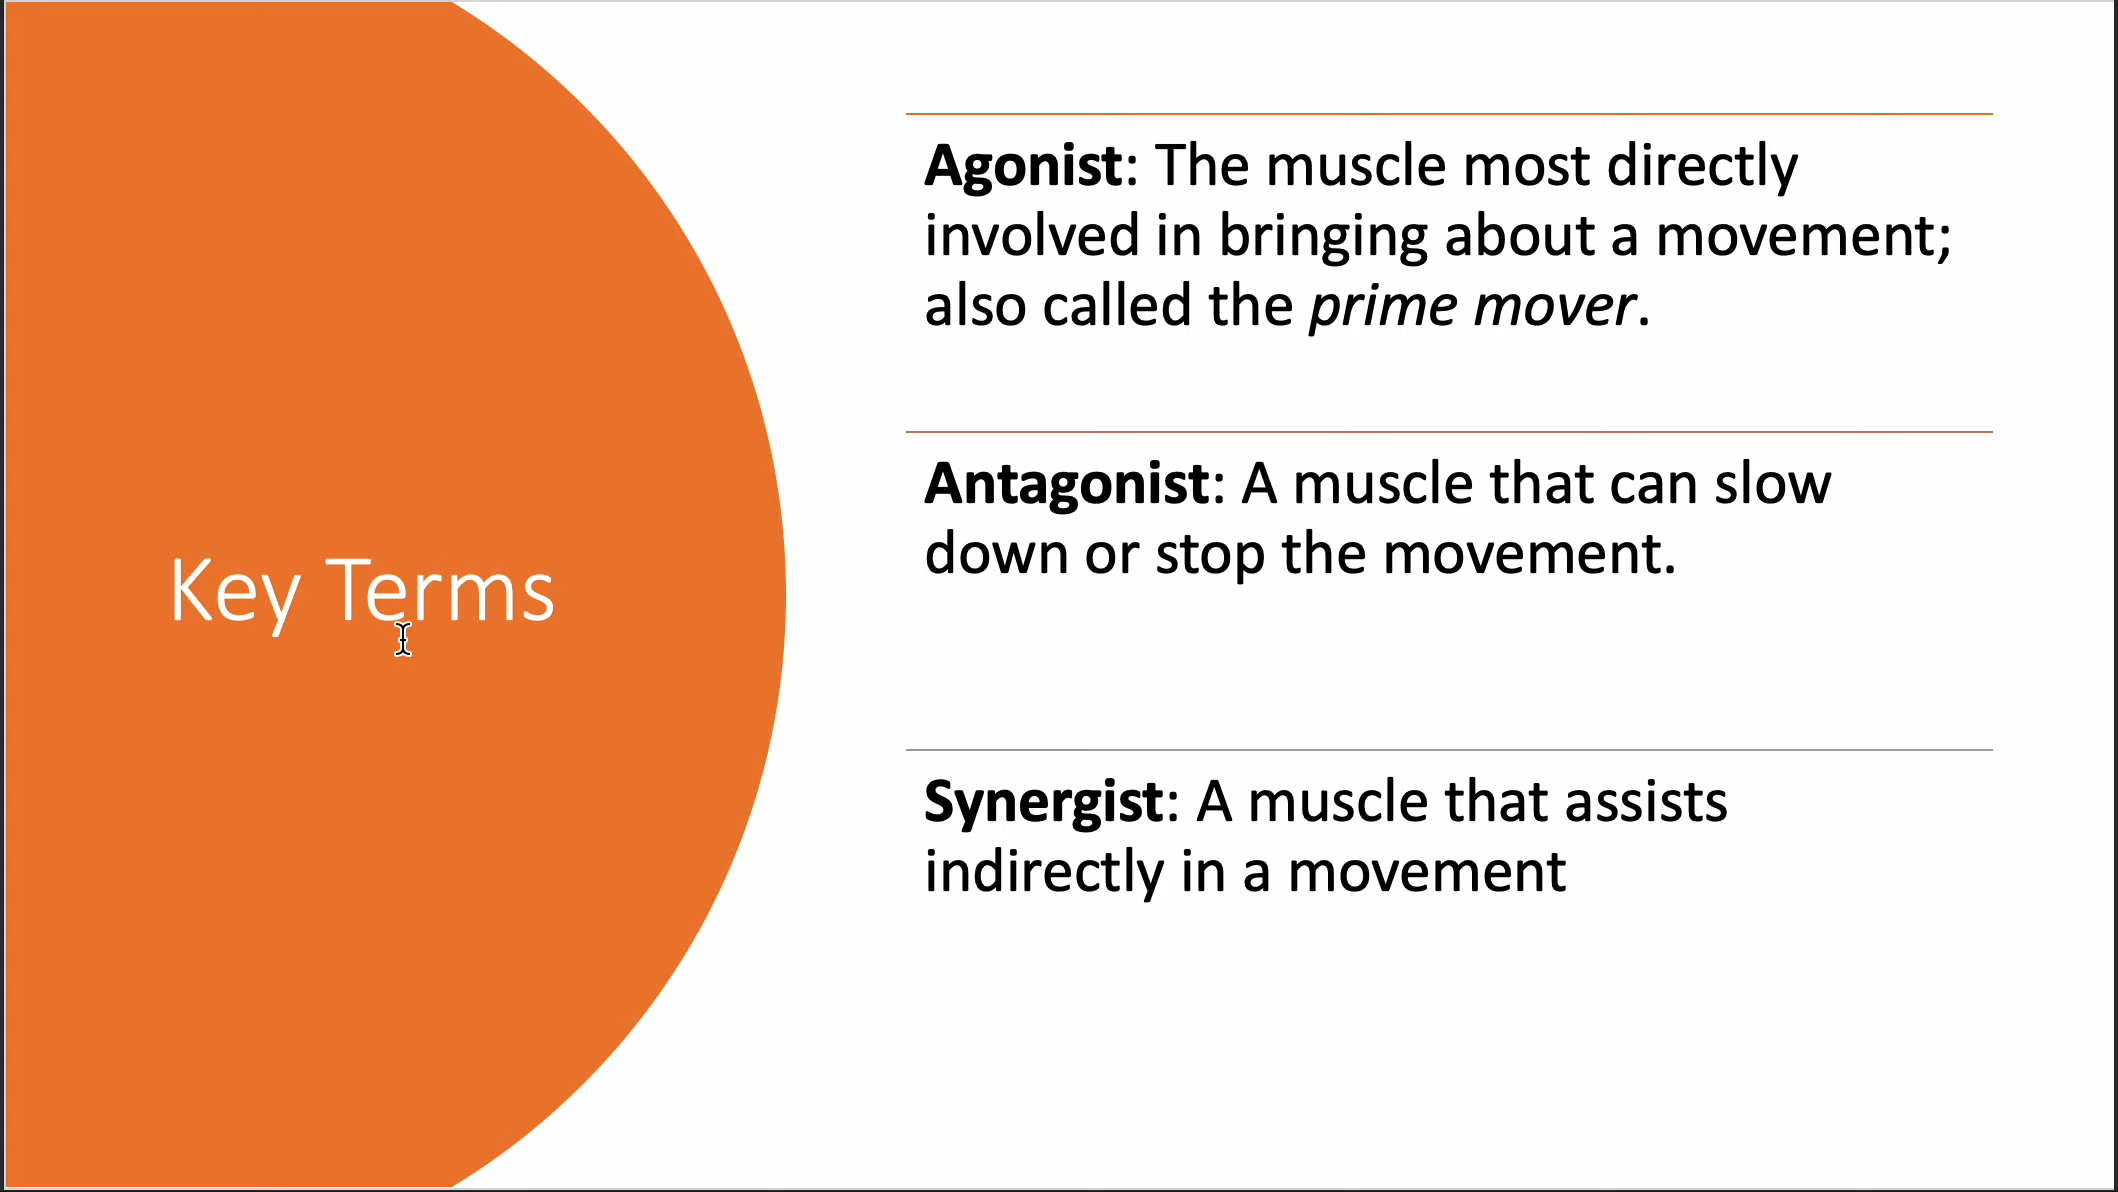 Key Terms
Agonist: The muscle most directly
involved in bringing about a movement;
also called the prime mover.
Antagonist: A muscle that can slow
down or stop the movement.
Synergist: A muscle that assists
indirectly in a movement